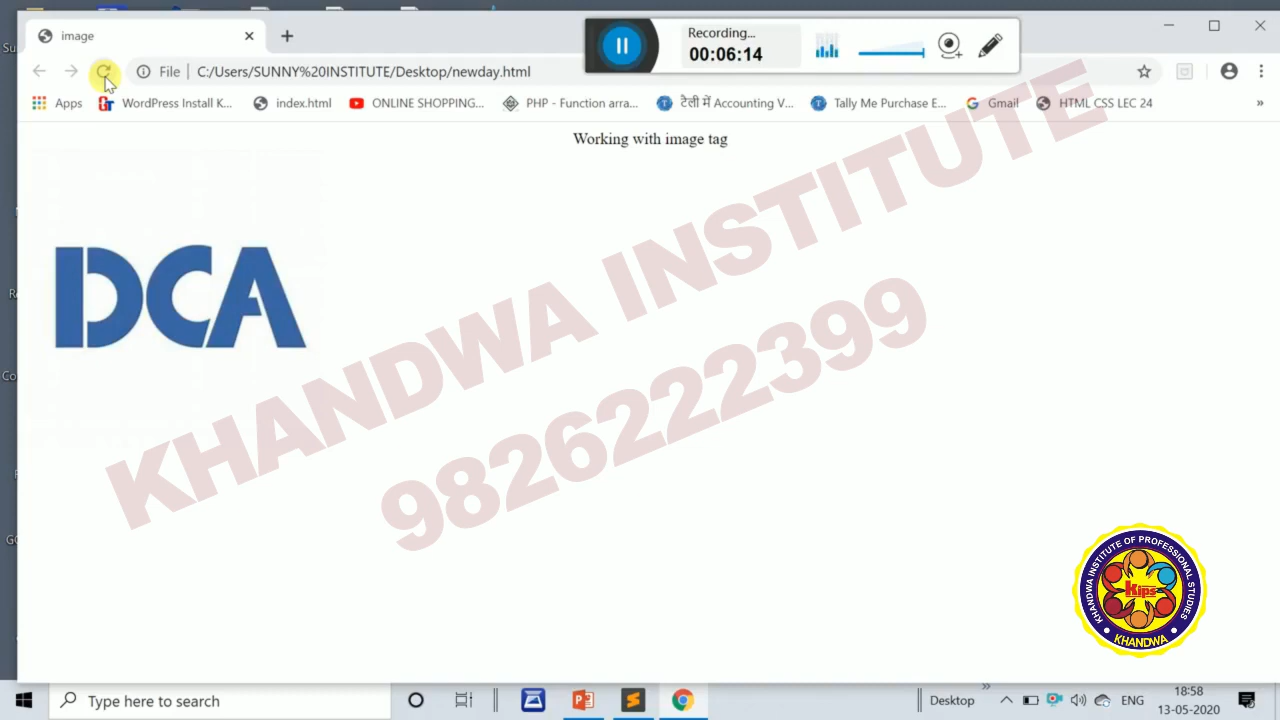 image
Recording...
00:06:14
File
C:/Users/SUNNY%20INSTITUTE/Desktop/newday.html
Apps
WordPress Install K...
index.html
ONLINE SHOPPING...
PHP - Function arra...
टैली में Accounting V...
Tally Me Purchase E...
Gmail
HTML CSS LEC 24
»
Working with image tag
DCA
KHANDWA INSTITUTE
9826222399
KHANDWA INSTITUTE OF PROFESSIONAL STUDIES
Kips
KHANDWA
Type here to search
Desktop
ENG
18:58
13-05-2020